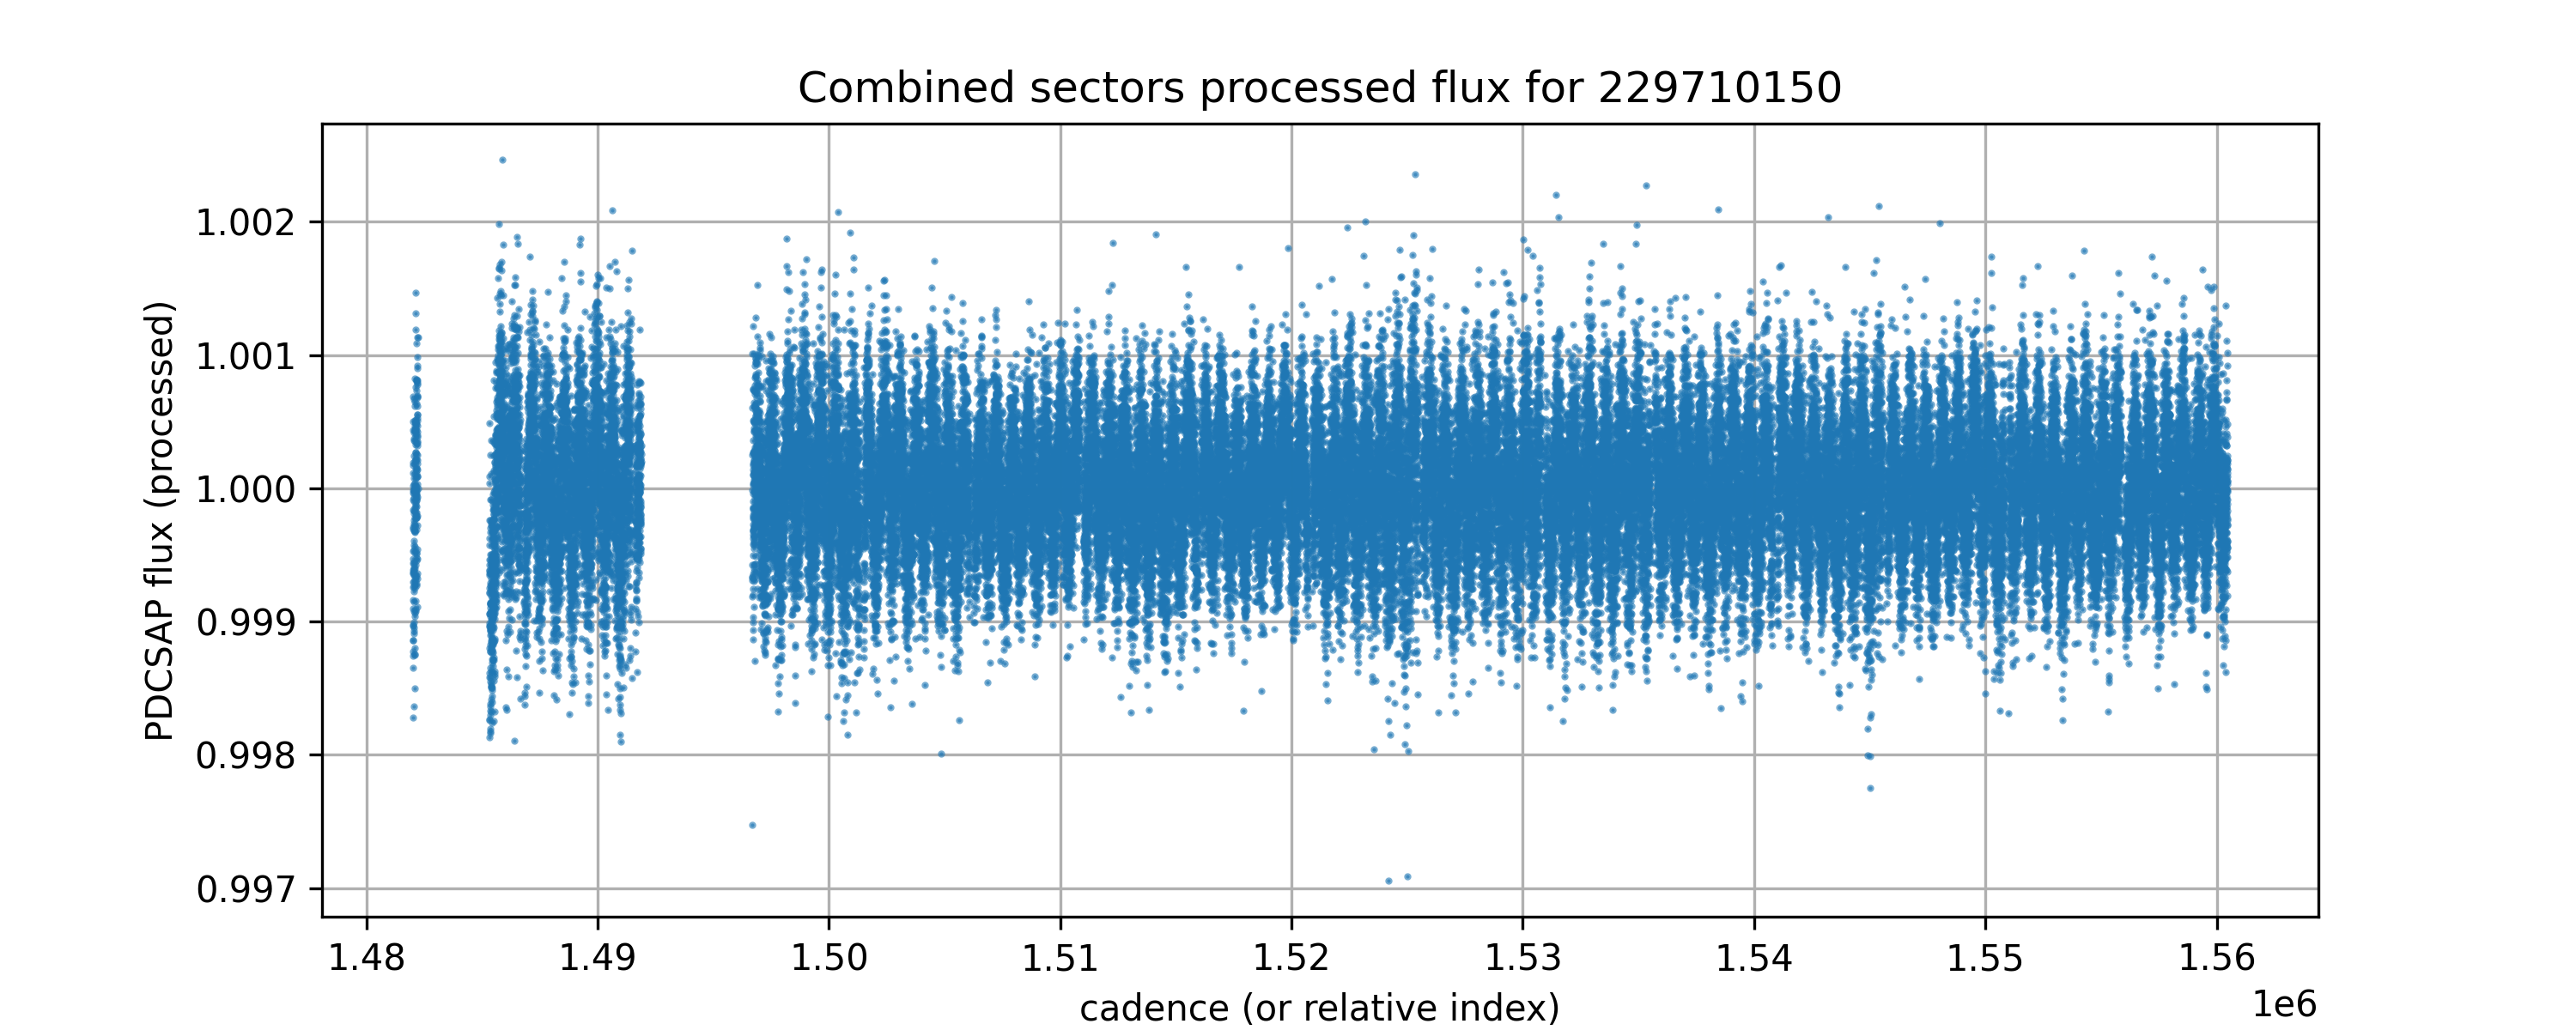 Combined sectors processed flux for 229710150
PDCSAP flux (processed)
1.002
1.001
1.000
0.999
0.998
0.997
1.48 1.49 1.50 1.51 1.52 1.53 1.54 1.55 1.56
1e6
cadence (or relative index)